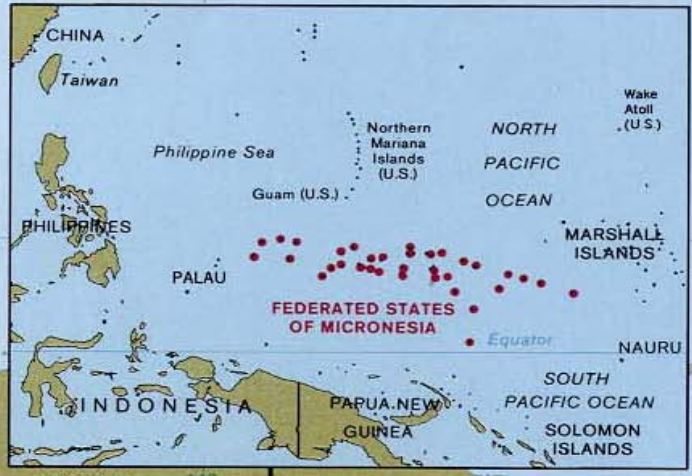 CHINA
Taiwan
Philippine Sea
Northern
Mariana
Islands
(U.S.)
Guam (U.S.)
NORTH
PACIFIC
OCEAN
Wake
Atoll
(U.S.)
PHILIPPINES
PALAU
MARSHALL
ISLANDS
FEDERATED STATES
OF MICRONESIA
Equator
NAURU
INDONESIA
PAPUA NEW
GUINEA
SOUTH
PACIFIC OCEAN
SOLOMON
ISLANDS